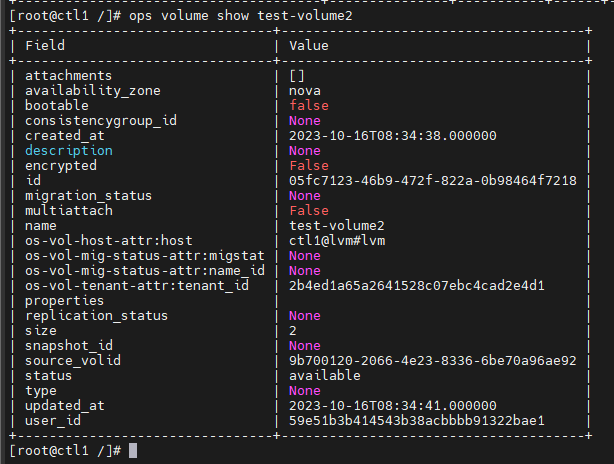 [root@ctl1 /]# ops volume show test-volume2
+--------------------------------+--------------------------------------+
| Field                          | Value                                |
+--------------------------------+--------------------------------------+
| attachments                    | []                                   |
| availability_zone              | nova                                 |
| bootable                       | false                                |
| consistencygroup_id            | None                                 |
| created_at                     | 2023-10-16T08:34:38.000000           |
| description                    | None                                 |
| encrypted                      | False                                |
| id                             | 05fc7123-46b9-472f-822a-0b98464f7218 |
| migration_status               | None                                 |
| multiattach                    | False                                |
| name                           | test-volume2                         |
| os-vol-host-attr:host          | ctl1@lvm#lvm                         |
| os-vol-mig-status-attr:migstat | None                                 |
| os-vol-mig-status-attr:name_id | None                                 |
| os-vol-tenant-attr:tenant_id   | 2b4ed1a65a2641528c07ebc4cad2e4d1     |
| properties                     |                                      |
| replication_status             | None                                 |
| size                           | 2                                    |
| snapshot_id                    | None                                 |
| source_volid                   | 9b700120-2066-4e23-8336-6be70a96ae92 |
| status                         | available                            |
| type                           | None                                 |
| updated_at                     | 2023-10-16T08:34:41.000000           |
| user_id                        | 59e51b3b414543b38acbbbb91322bae1     |
+--------------------------------+--------------------------------------+
[root@ctl1 /]#